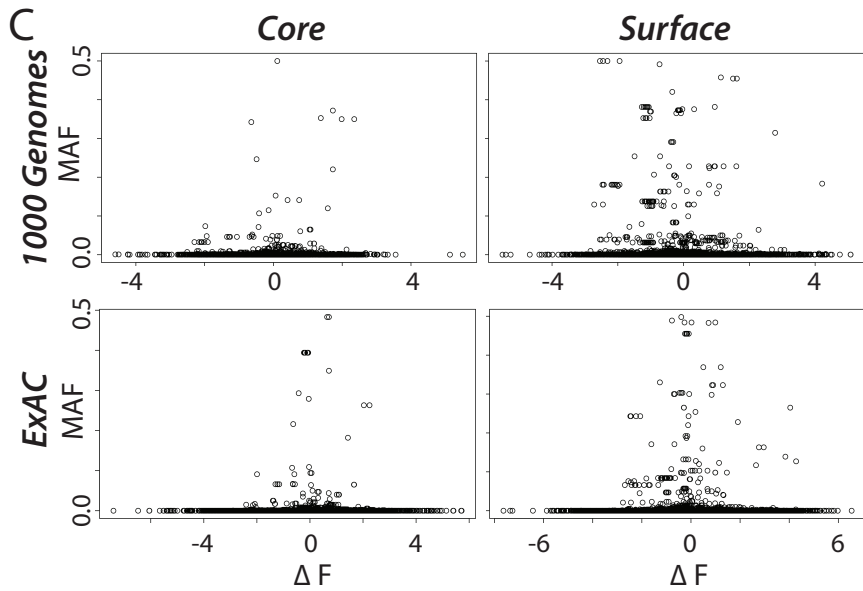 C
Core Surface
1000 Genomes
MAF
0.5
0.0
-4 0 4
-4 0 4
ExAC
MAF
0.5
0.0
-4 0 4
-6 0 6
Δ F
Δ F